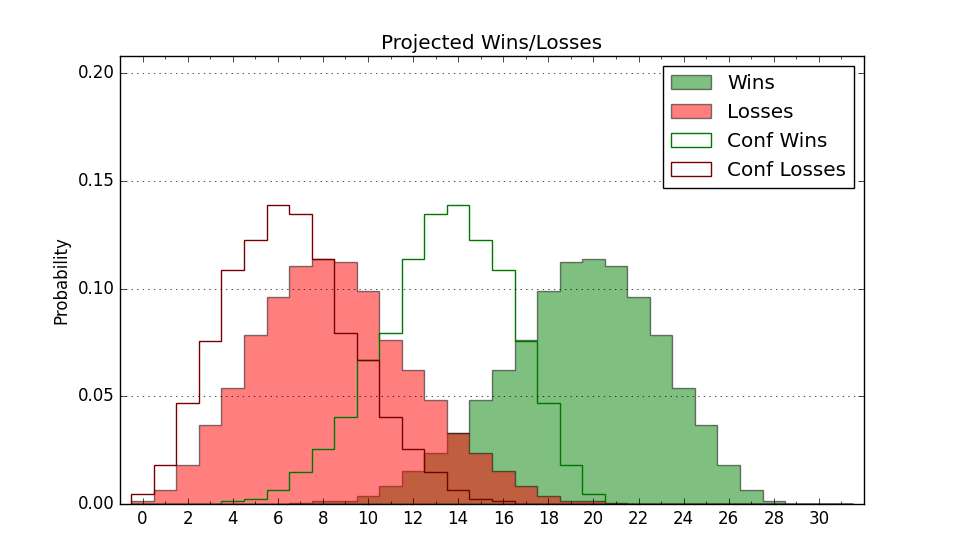 Projected Wins/Losses
0.20
0.15
0.10
0.05
0.00
Probability
Wins
Losses
Conf Wins
Conf Losses
0 2 4 6 8 10 12 14 16 18 20 22 24 26 28 30